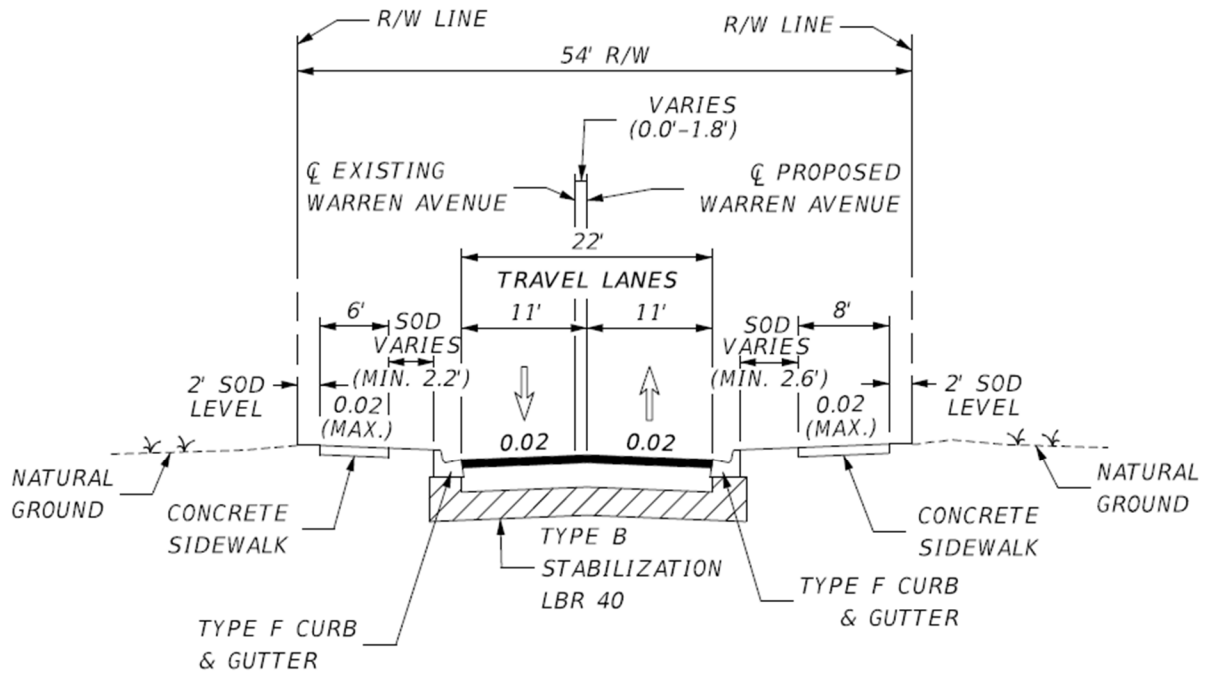 R/W LINE
R/W LINE
54' R/W
VARIES
(0.0'-1.8')
℄ EXISTING
WARREN AVENUE
℄ PROPOSED
WARREN AVENUE
22'
TRAVEL LANES
11'
11'
6'
SOD
VARIES
(MIN. 2.2')
2' SOD
LEVEL
0.02
(MAX.)
0.02
0.02
SOD
VARIES
(MIN. 2.6')
8'
0.02
(MAX.)
2' SOD
LEVEL
NATURAL
GROUND
CONCRETE
SIDEWALK
TYPE F CURB
& GUTTER
TYPE B
STABILIZATION
LBR 40
TYPE F CURB
& GUTTER
CONCRETE
SIDEWALK
NATURAL
GROUND